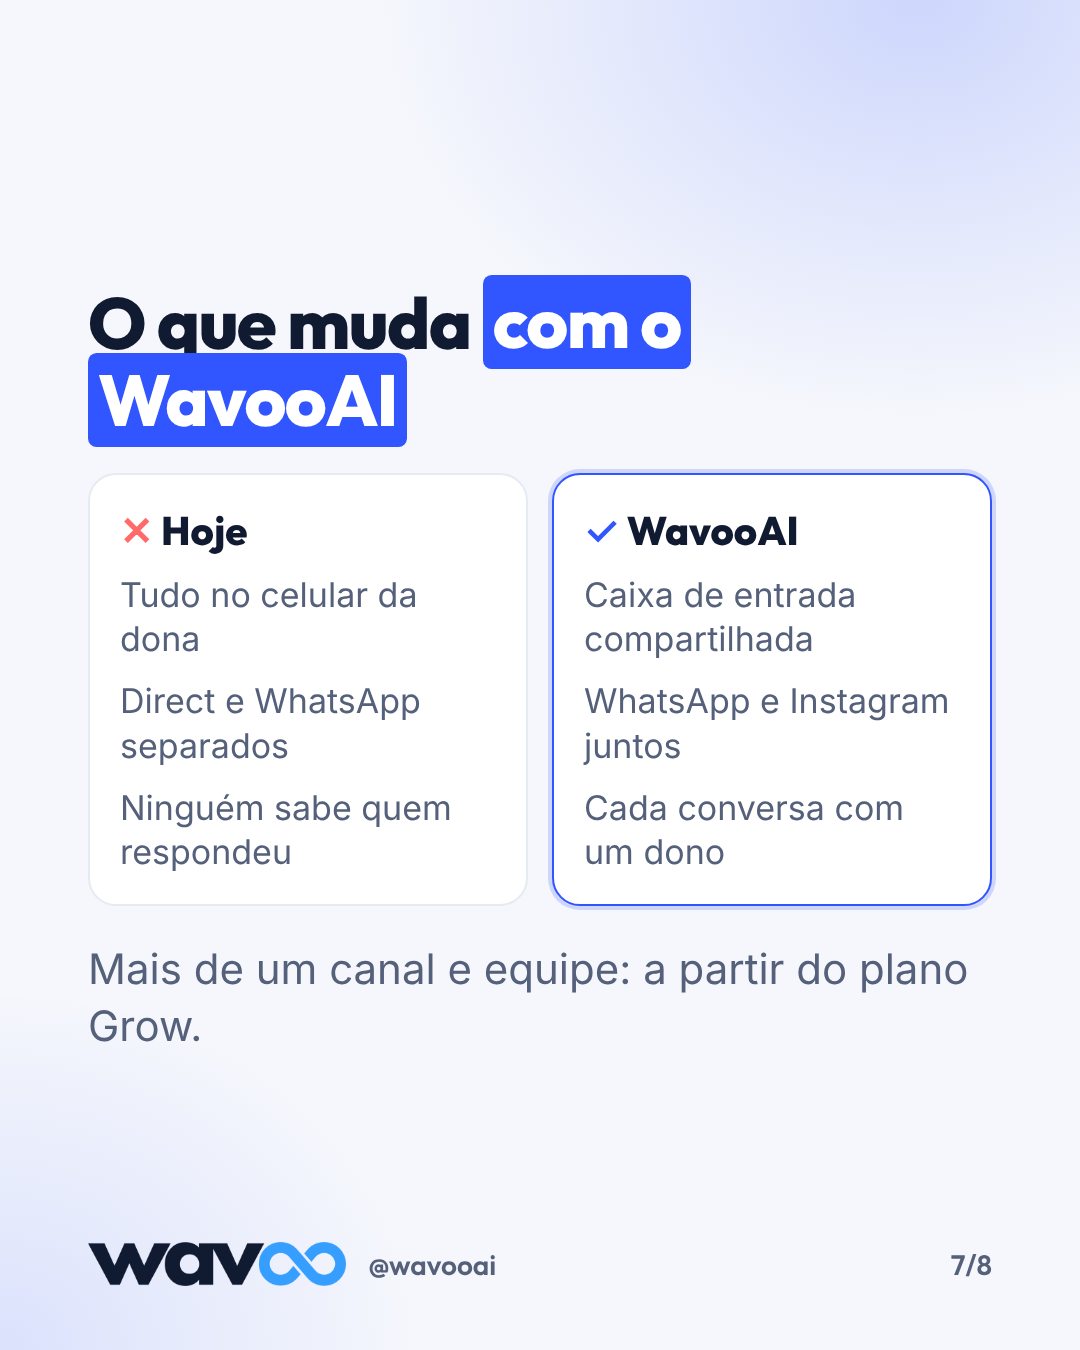 O que muda com o
WavooAI
✕ Hoje
Tudo no celular da
dona
Direct e WhatsApp
separados
Ninguém sabe quem
respondeu
✓ WavooAI
Caixa de entrada
compartilhada
WhatsApp e Instagram
juntos
Cada conversa com
um dono
Mais de um canal e equipe: a partir do plano
Grow.
wavoo @wavooai
7/8